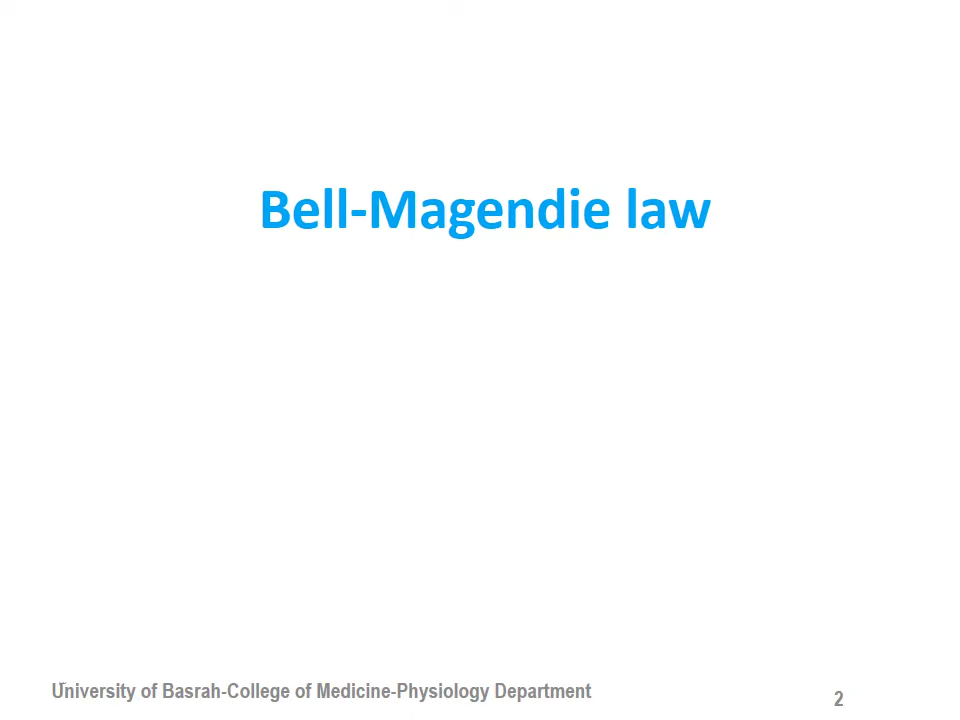 Bell-Magendie law
University of Basrah-College of Medicine-Physiology Department
2